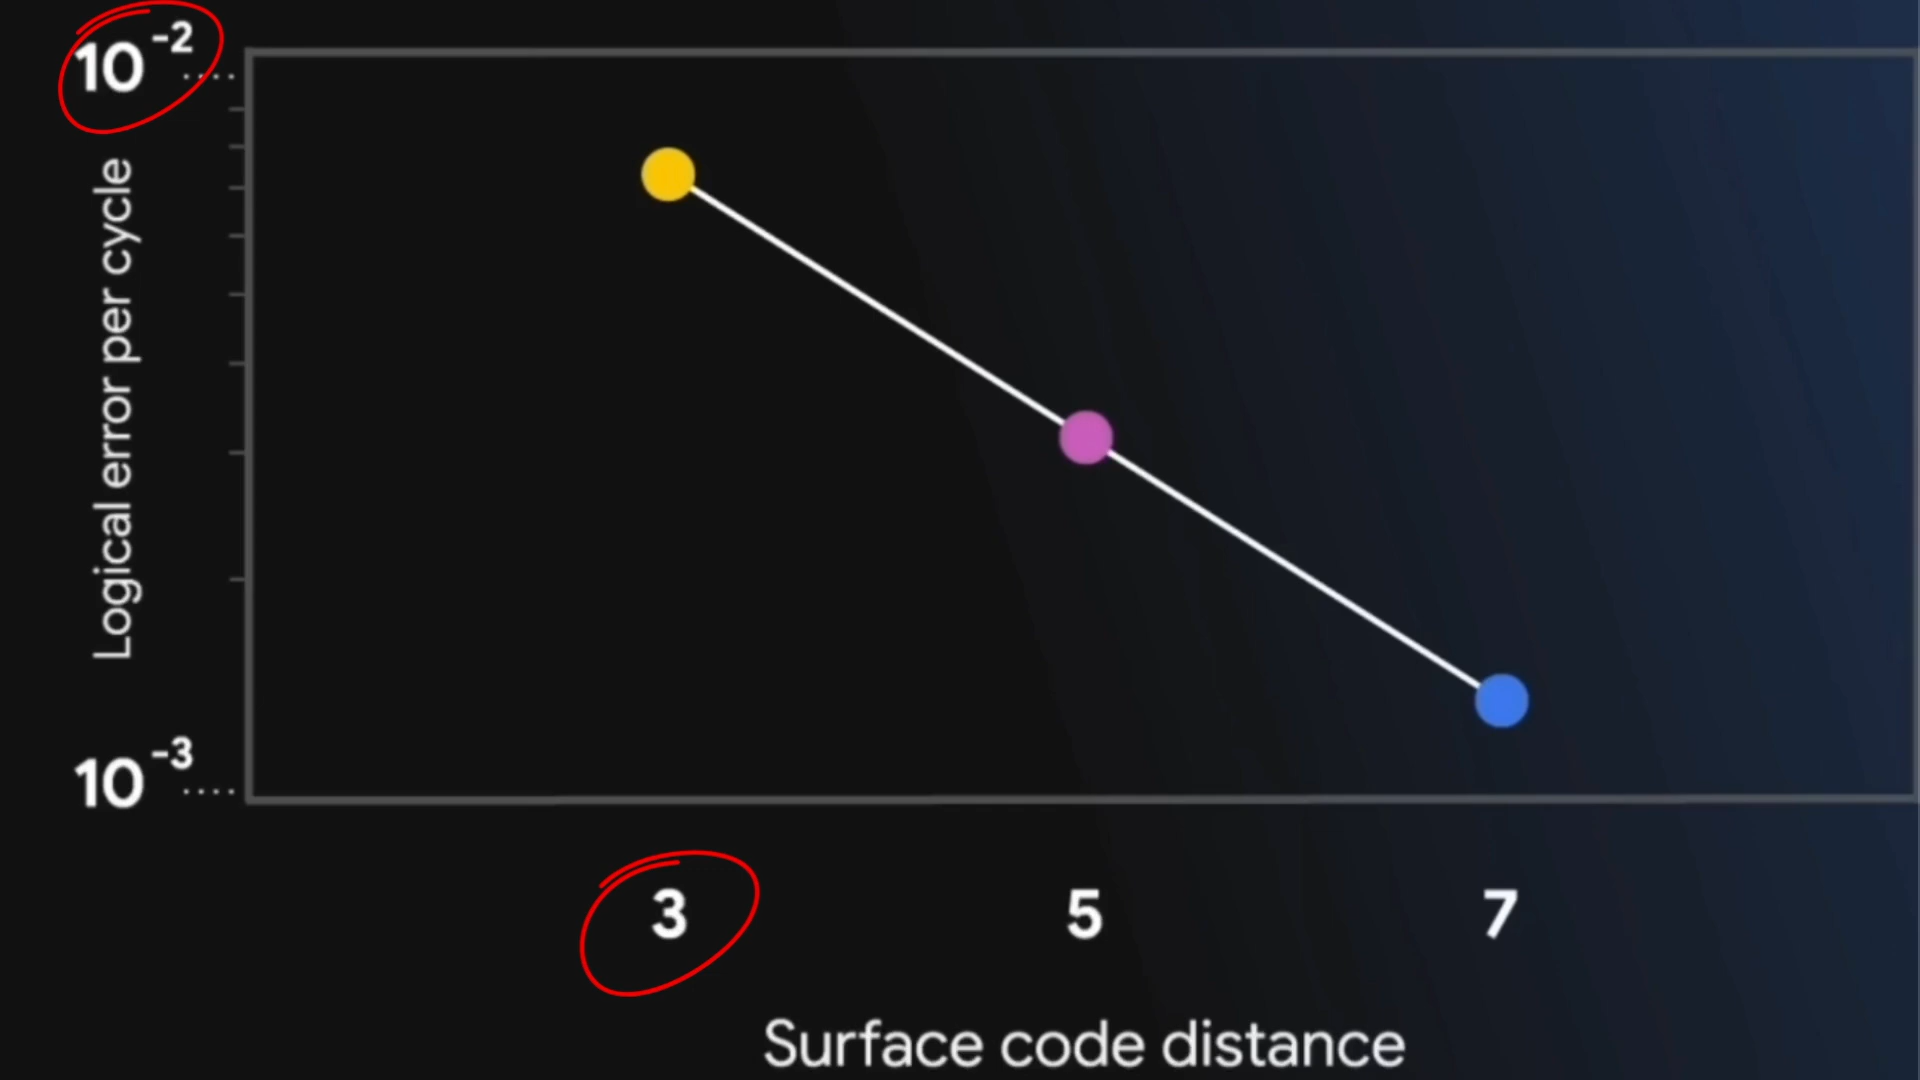 10⁻²
Logical error per cycle
10⁻³
3 5 7
Surface code distance